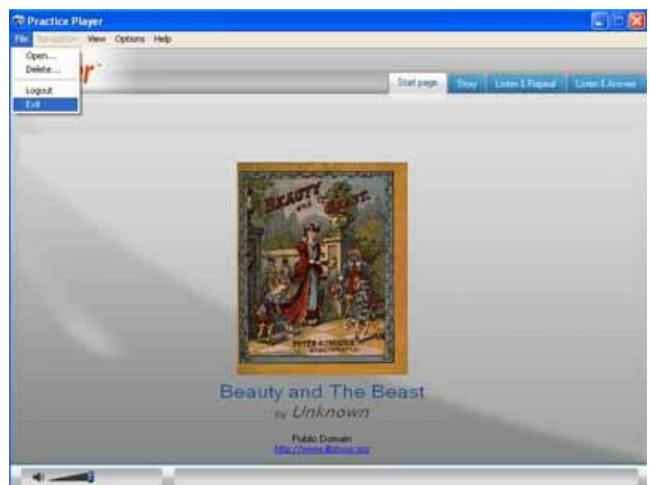 Practice Player
File Navigation View Options Help
Open...
Delete...
Logout
Exit
Start page Story Listen & Repeat Listen & Answer
BEAUTY
and THE
BEAST.
Beauty and The Beast
by Unknown
Public Domain